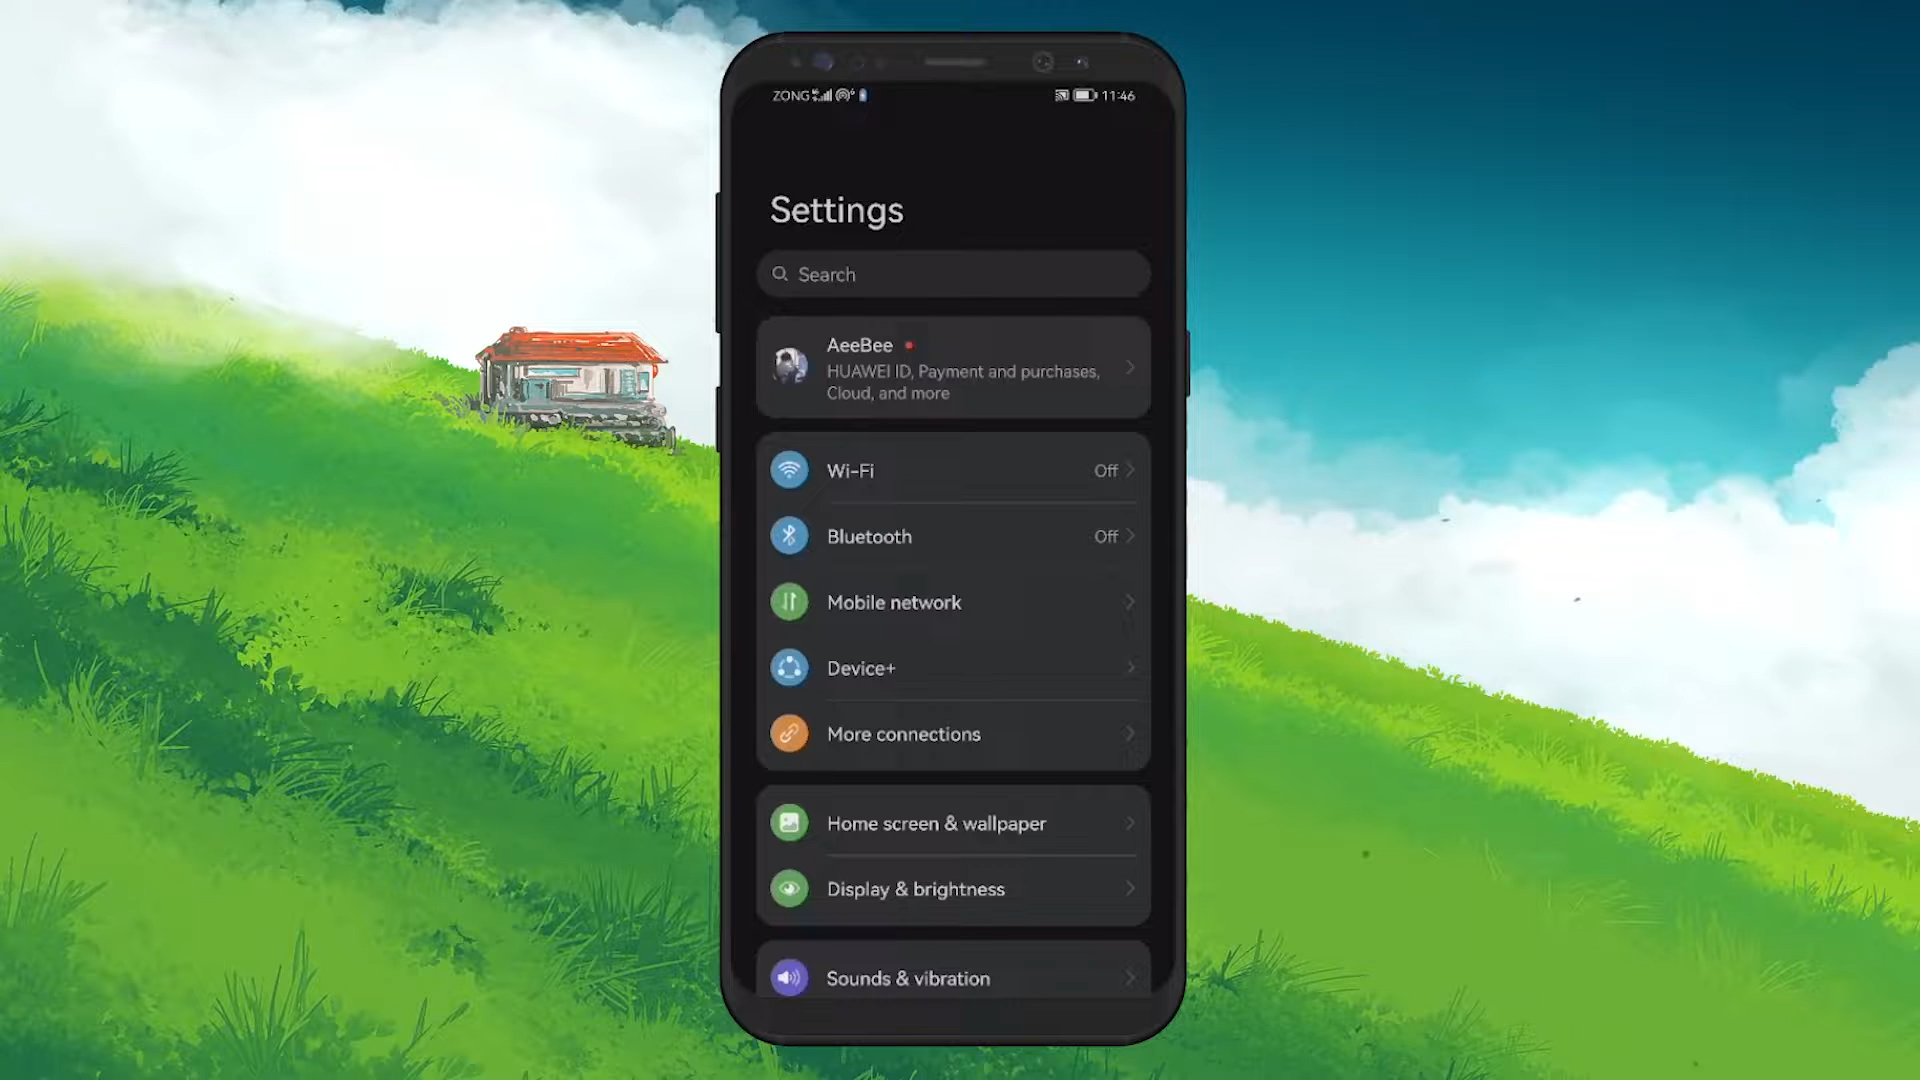 ZONG 11:46
Settings
Search
AeeBee
HUAWEI ID, Payment and purchases,
Cloud, and more
Wi-Fi Off
Bluetooth Off
Mobile network
Device+
More connections
Home screen & wallpaper
Display & brightness
Sounds & vibration